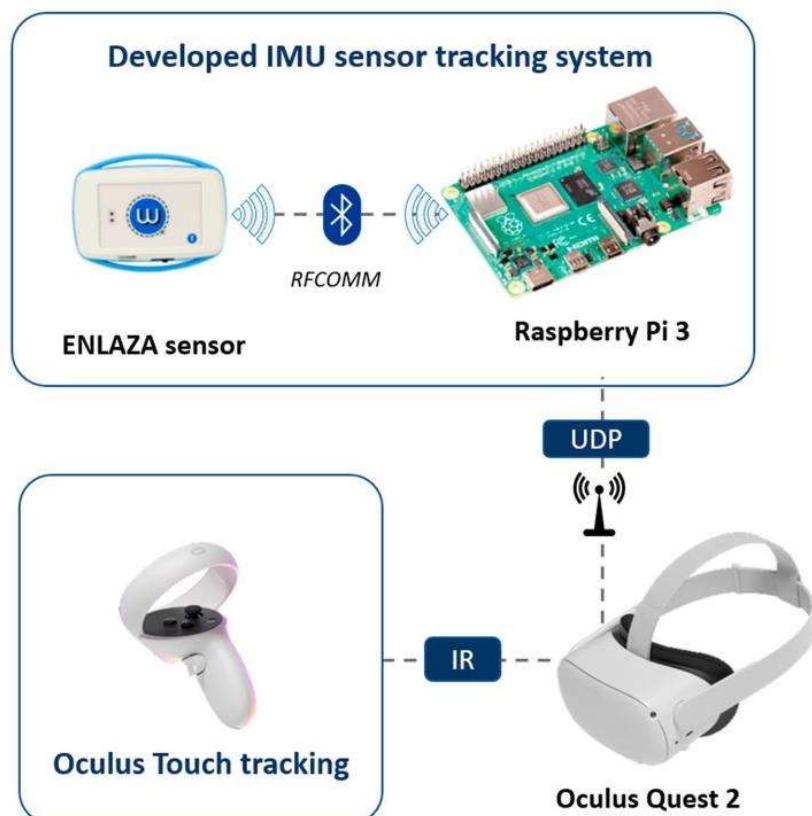 Developed IMU sensor tracking system
RFCOMM
ENLAZA sensor
Raspberry Pi 3
UDP
IR
Oculus Touch tracking
Oculus Quest 2